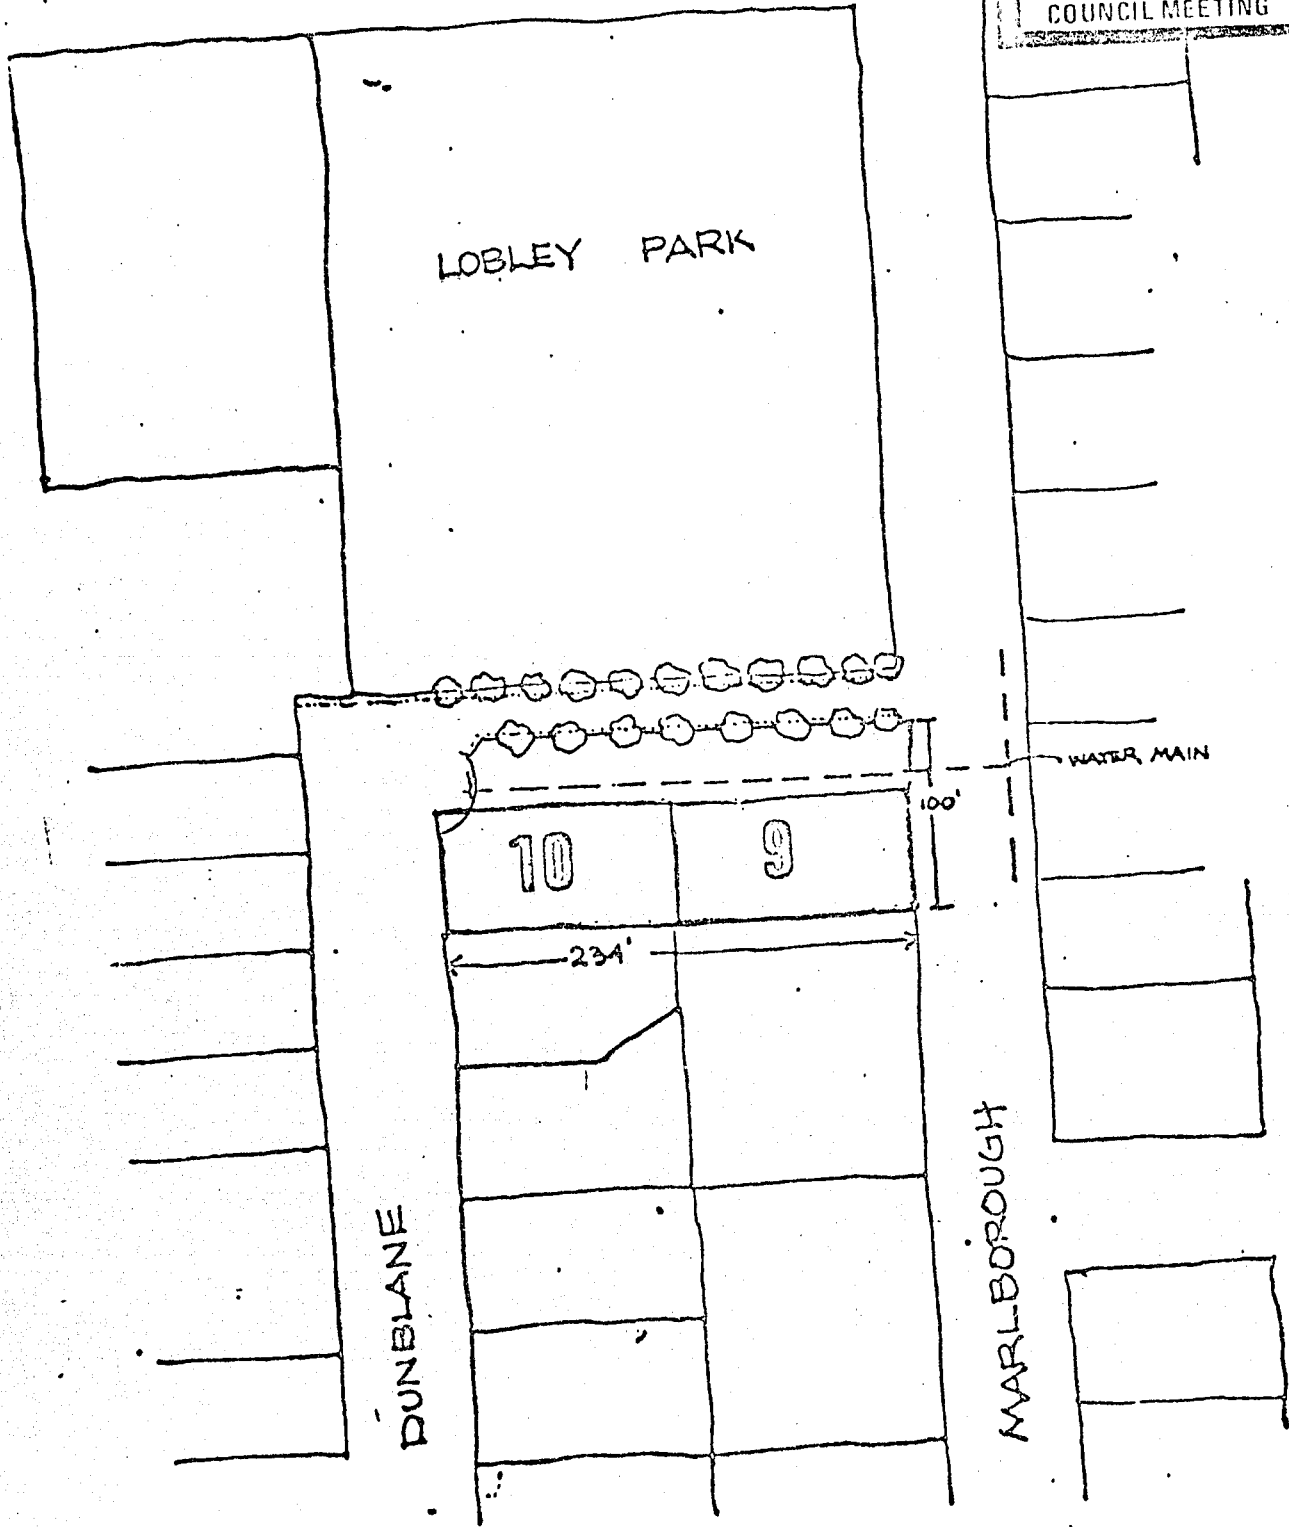 COUNCIL MEETING
LOBLEY PARK
WATER MAIN
100'
10
9
234'
DUNBLANE
MARLBOROUGH